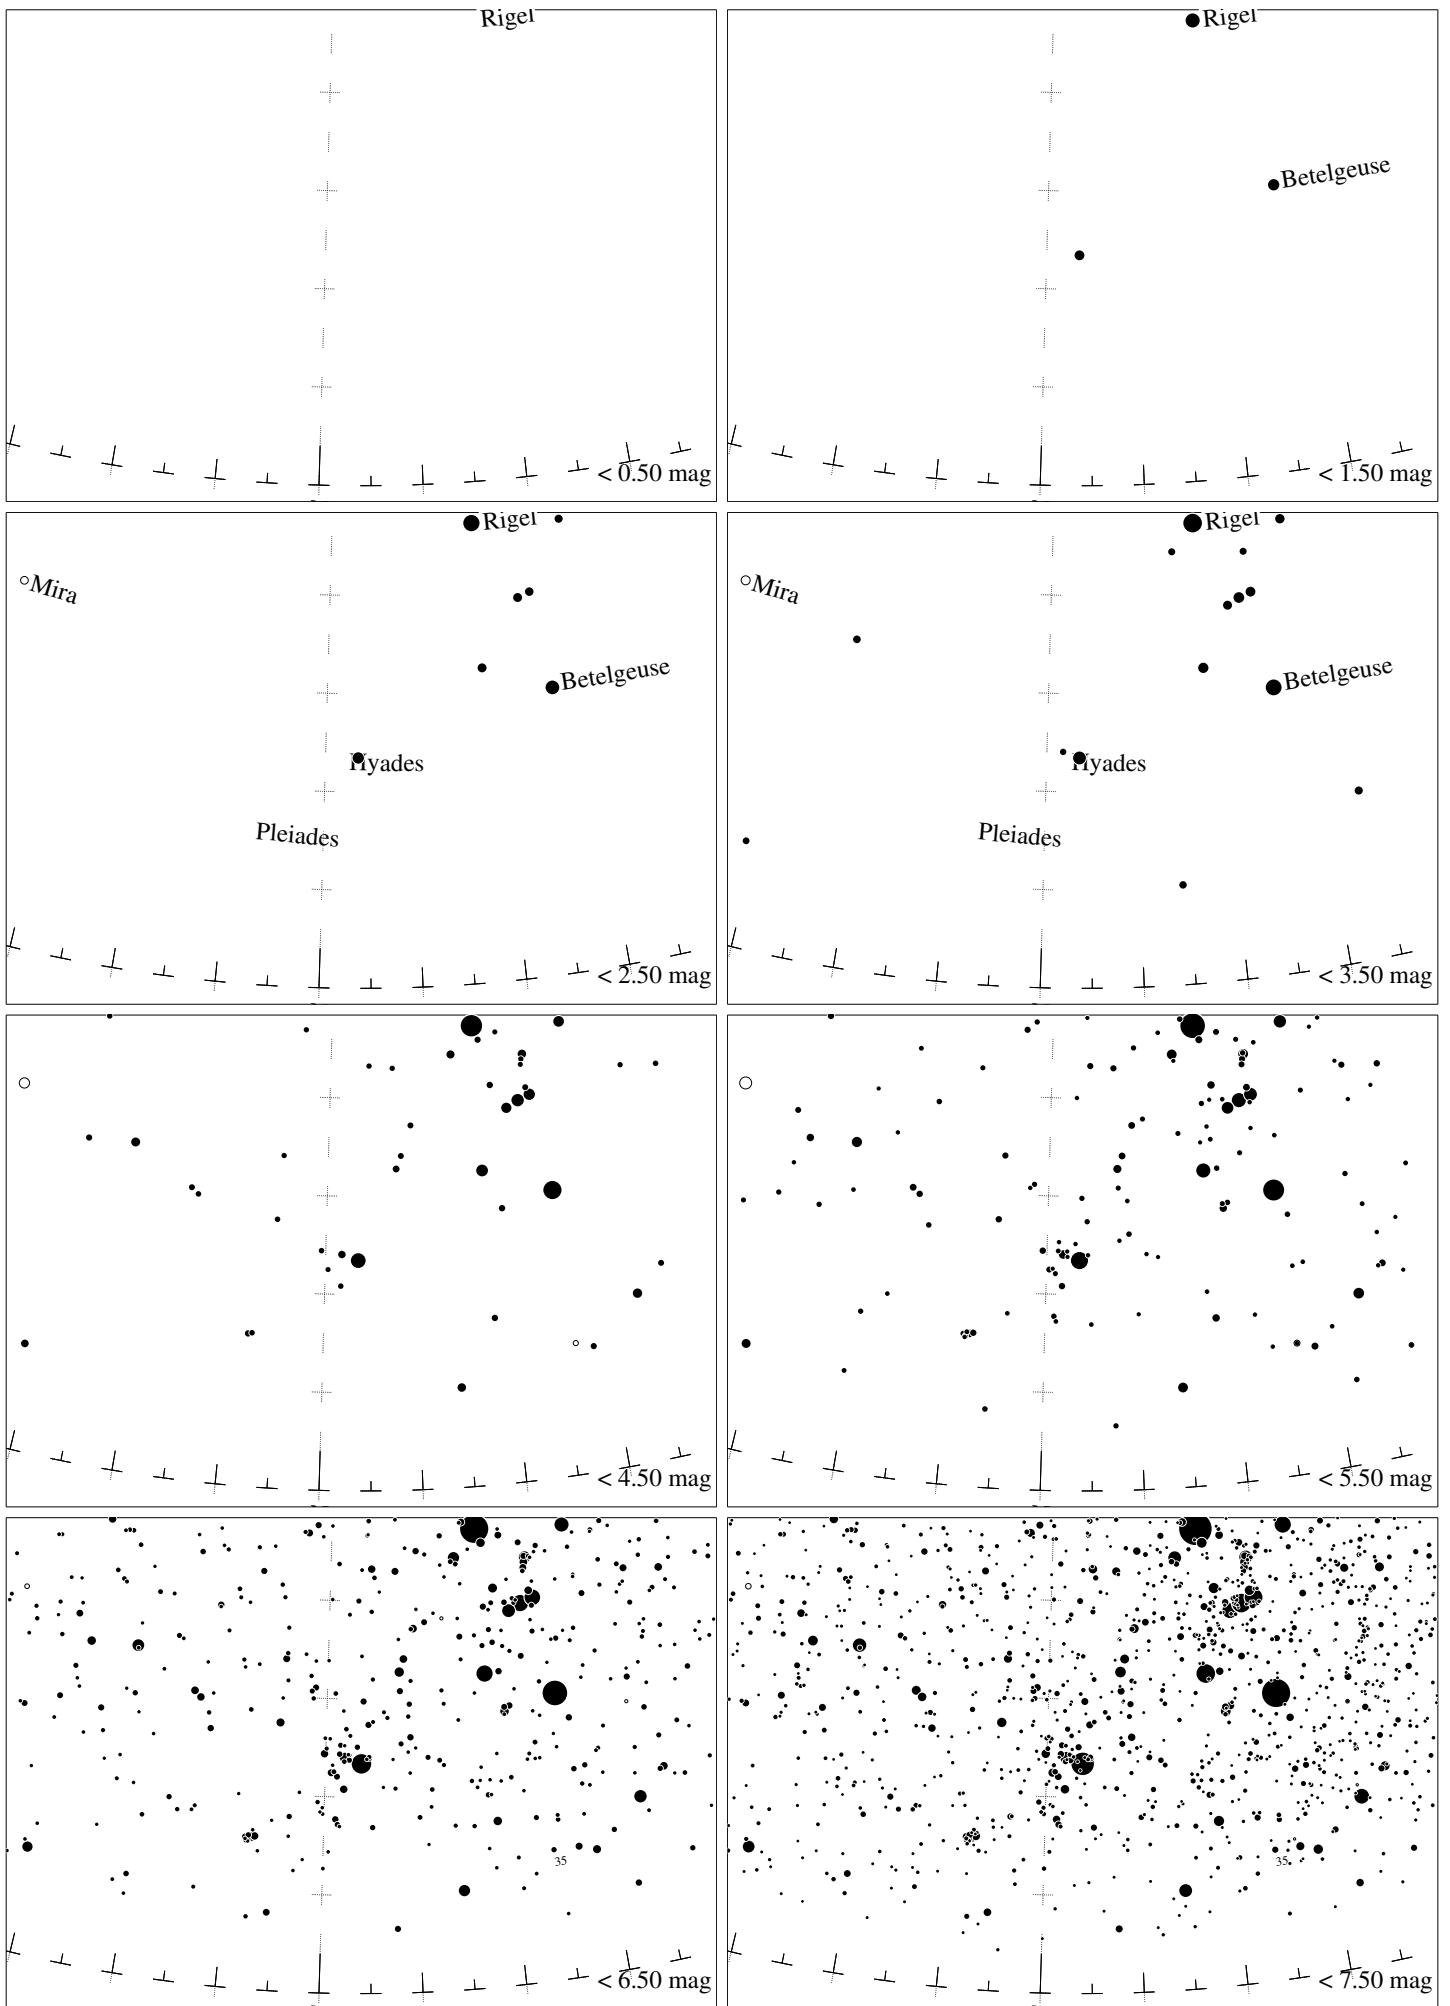 Rigel
< 0.50 mag
Rigel
Betelgeuse
< 1.50 mag
Rigel
Mira
Betelgeuse
Hyades
Pleiades
< 2.50 mag
Rigel
Mira
Betelgeuse
Hyades
Pleiades
< 3.50 mag
< 4.50 mag
< 5.50 mag
35
< 6.50 mag
35
< 7.50 mag